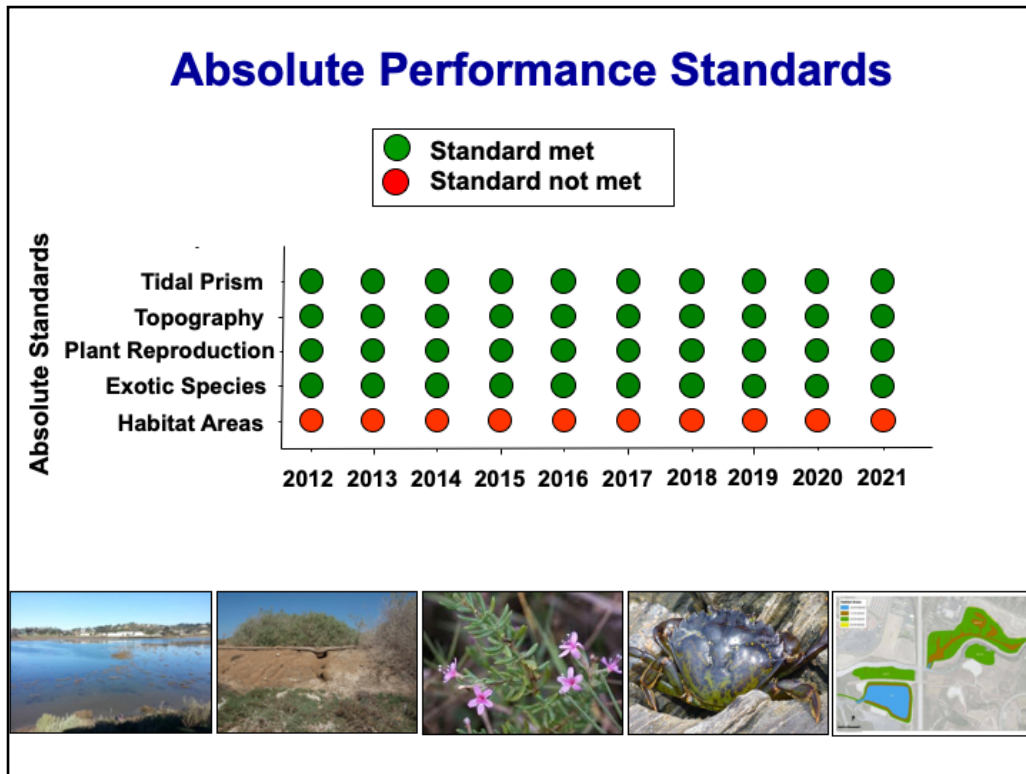 Absolute Performance Standards
Standard met
Standard not met
Absolute Standards
Tidal Prism
Topography
Plant Reproduction
Exotic Species
Habitat Areas
2012 2013 2014 2015 2016 2017 2018 2019 2020 2021